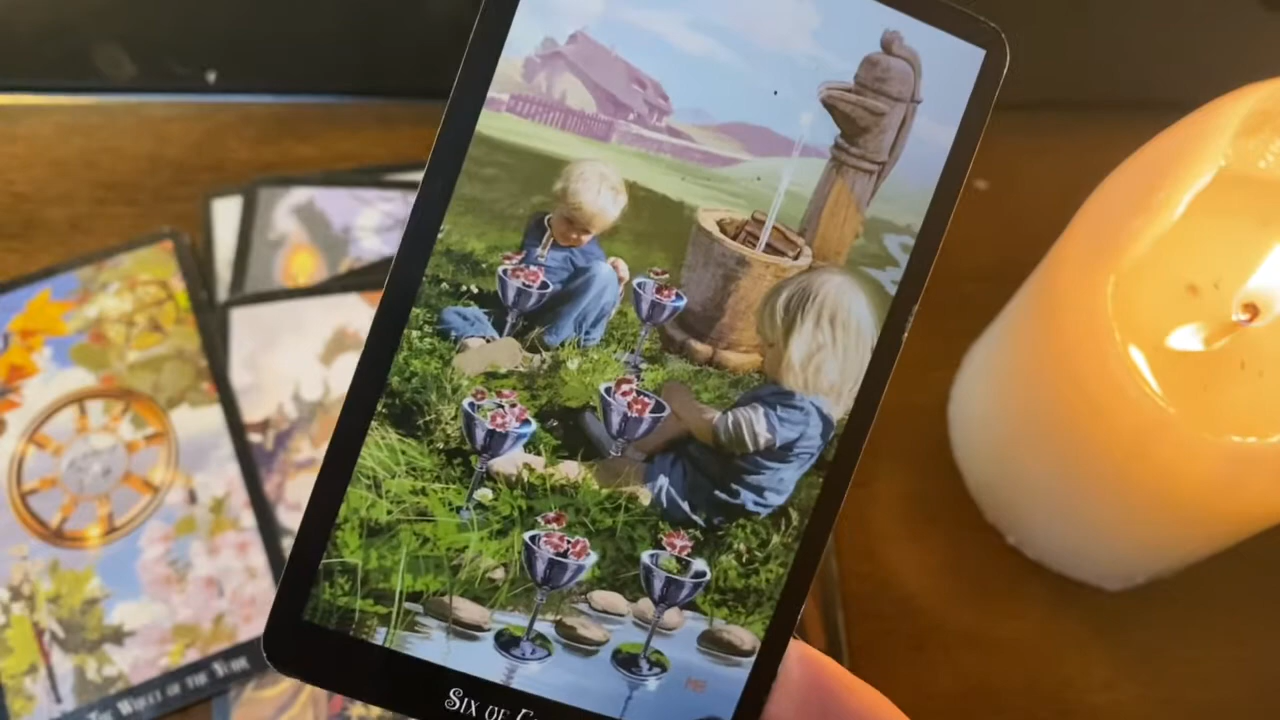 The Wheel of the Year
Six of